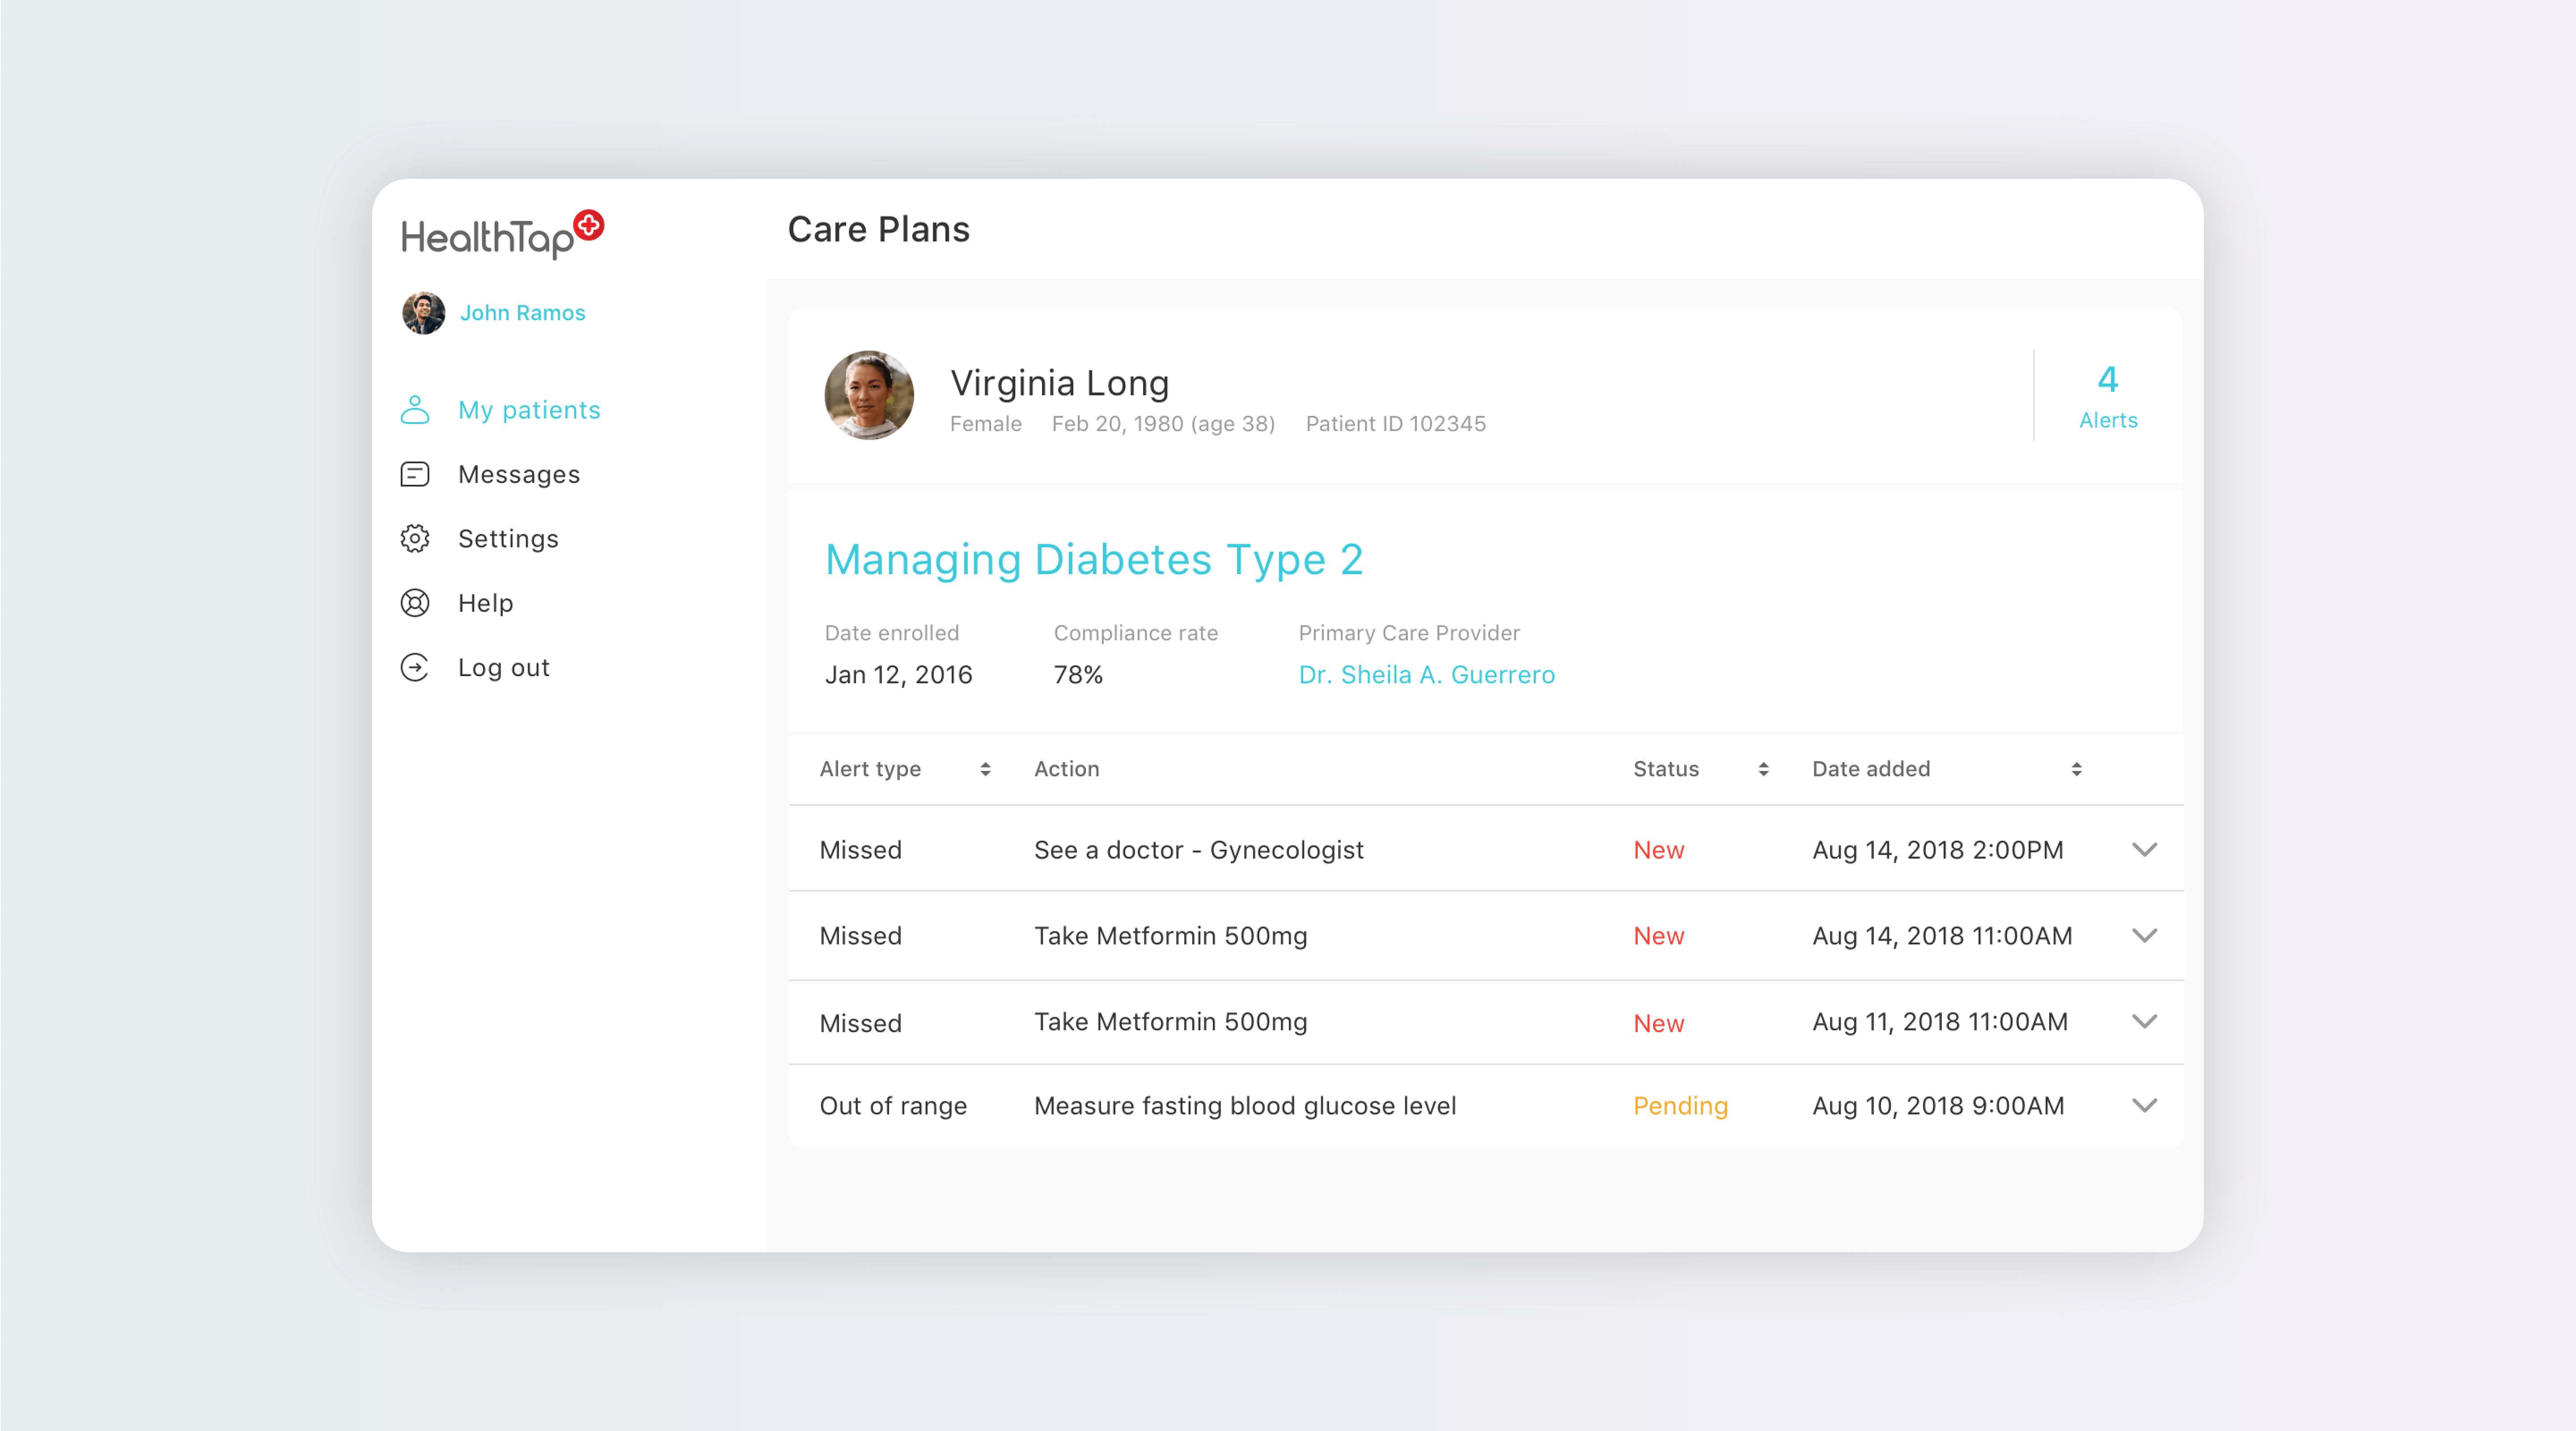 HealthTap
John Ramos
My patients
Messages
Settings
Help
Log out
Care Plans
Virginia Long
Female Feb 20, 1980 (age 38) Patient ID 102345
4
Alerts
Managing Diabetes Type 2
Date enrolled Compliance rate Primary Care Provider
Jan 12, 2016 78% Dr. Sheila A. Guerrero
Alert type Action Status Date added
Missed See a doctor - Gynecologist New Aug 14, 2018 2:00PM
Missed Take Metformin 500mg New Aug 14, 2018 11:00AM
Missed Take Metformin 500mg New Aug 11, 2018 11:00AM
Out of range Measure fasting blood glucose level Pending Aug 10, 2018 9:00AM